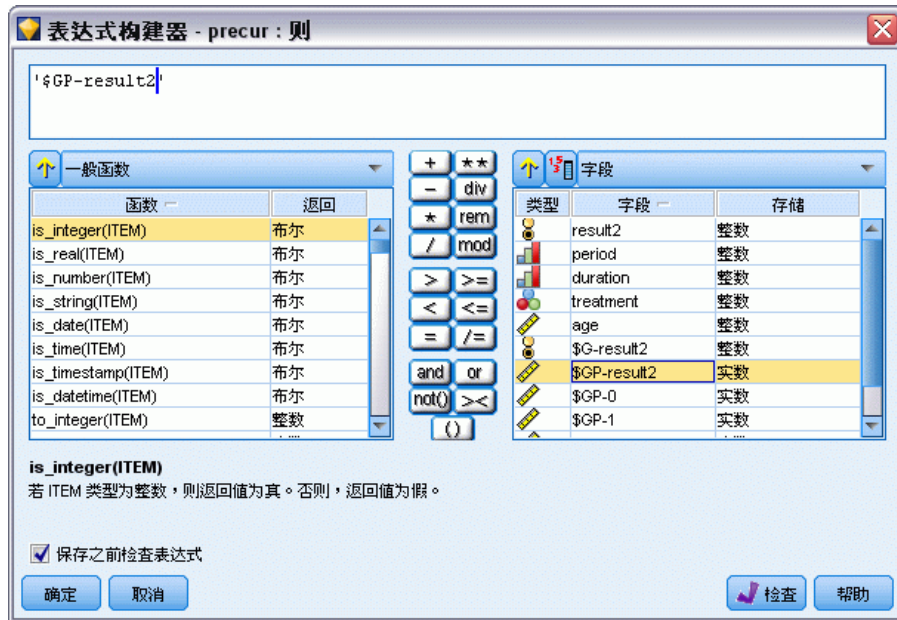 表达式构建器 - precur : 则
'$GP-result2'
一般函数
函数 返回
is_integer(ITEM) 布尔
is_real(ITEM) 布尔
is_number(ITEM) 布尔
is_string(ITEM) 布尔
is_date(ITEM) 布尔
is_time(ITEM) 布尔
is_timestamp(ITEM) 布尔
is_datetime(ITEM) 布尔
to_integer(ITEM) 整数
+ **
- div
* rem
/ mod
> >=
< <=
= /=
and or
not() ><
()
字段
类型 字段 存储
result2 整数
period 整数
duration 整数
treatment 整数
age 整数
$G-result2 整数
$GP-result2 实数
$GP-0 实数
$GP-1 实数
is_integer(ITEM)
若 ITEM 类型为整数，则返回值为真。否则，返回值为假。
保存之前检查表达式
确定 取消 检查 帮助